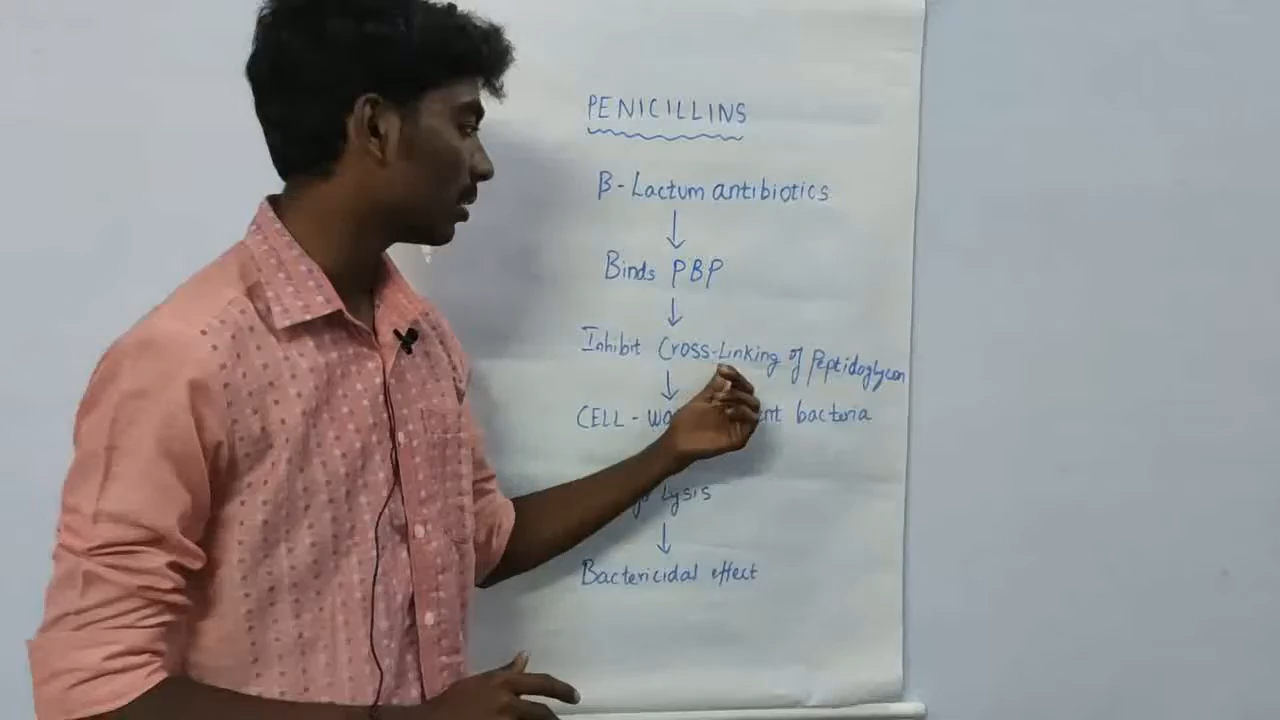 PENICILLINS
β-Lactum antibiotics
↓
Binds PBP
↓
Inhibit Cross-Linking of Peptidoglycan
↓
CELL - bacteria
Lysis
↓
Bactericidal effect